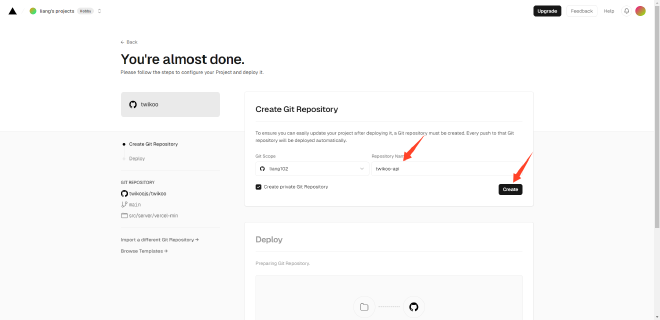 liang's projects
Hobby
Upgrade
Feedback
Help
← Back
You're almost done.
Please follow the steps to configure your Project and deploy it.
twikoo
Create Git Repository
Deploy
GIT REPOSITORY
twikoojs/twikoo
main
src/server/vercel-min
Import a different Git Repository →
Browse Templates →
Create Git Repository
To ensure you can easily update your project after deploying it, a Git repository must be created. Every push to that Git
repository will be deployed automatically.
Git Scope
Repository Name
liang102
twikoo-api
Create private Git Repository
Create
Deploy
Preparing Git Repository.